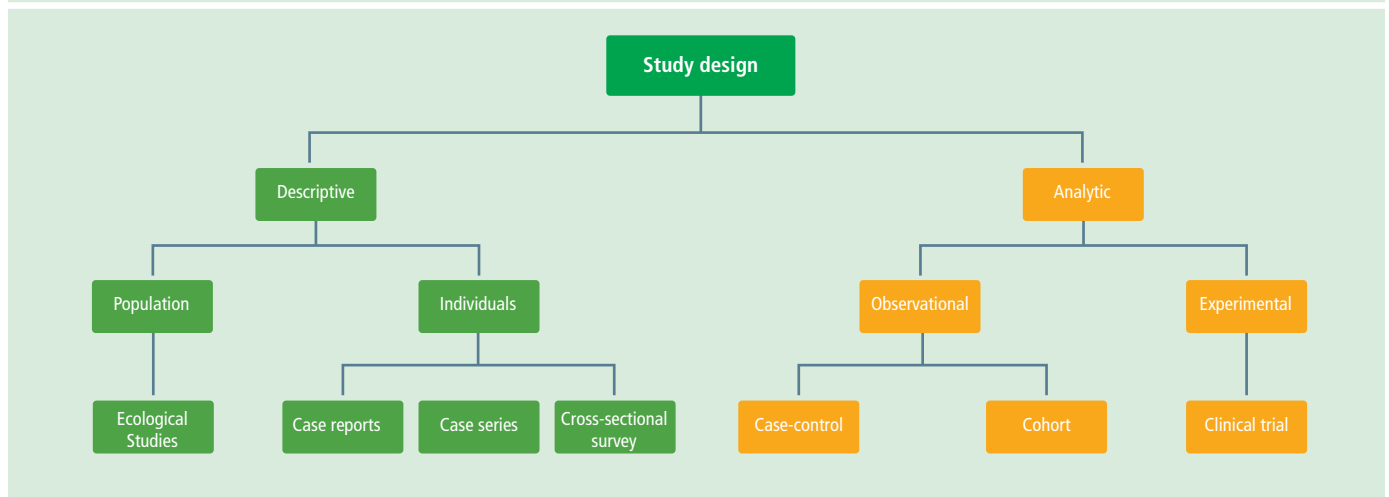 Study design
Descriptive
Analytic
Population
Individuals
Observational
Experimental
Ecological
Studies
Case reports
Case series
Cross-sectional
survey
Case-control
Cohort
Clinical trial